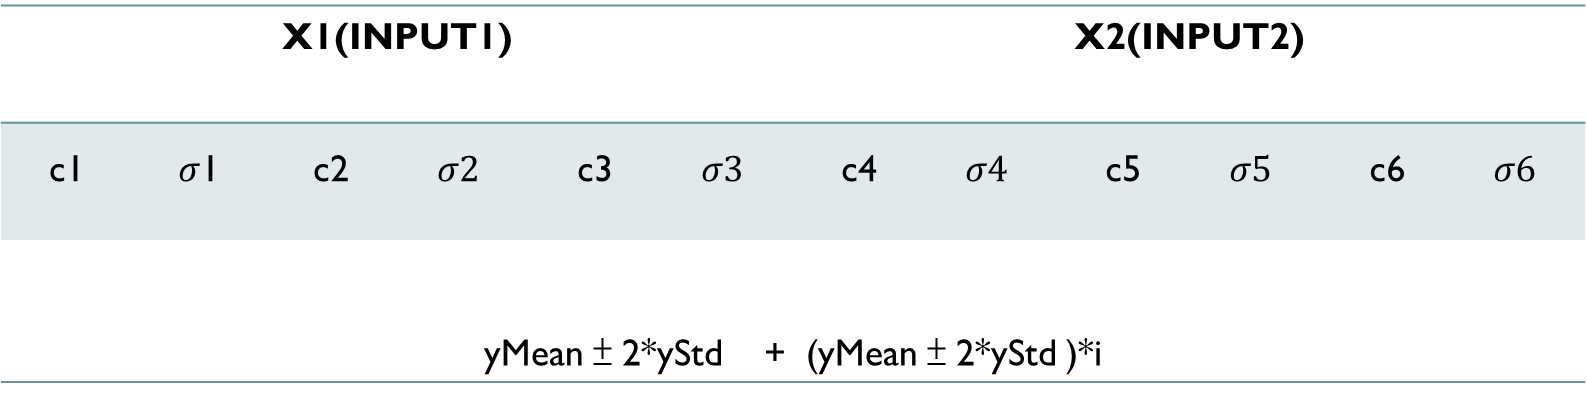 X1(INPUT1) X2(INPUT2)
c1 σ1 c2 σ2 c3 σ3 c4 σ4 c5 σ5 c6 σ6
yMean ± 2*yStd + (yMean ± 2*yStd )*i